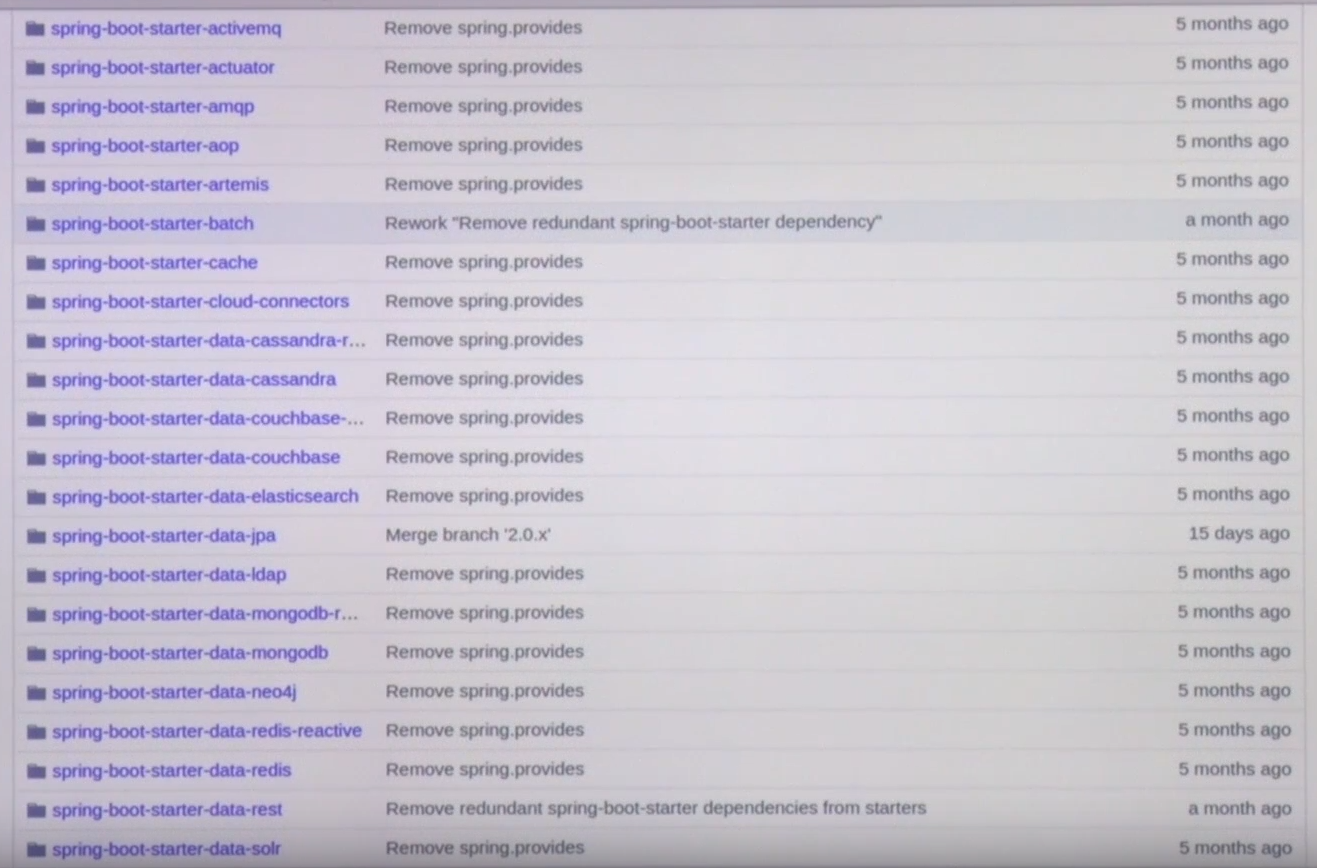 spring-boot-starter-activemq Remove spring.provides 5 months ago
spring-boot-starter-actuator Remove spring.provides 5 months ago
spring-boot-starter-amqp Remove spring.provides 5 months ago
spring-boot-starter-aop Remove spring.provides 5 months ago
spring-boot-starter-artemis Remove spring.provides 5 months ago
spring-boot-starter-batch Rework "Remove redundant spring-boot-starter dependency" a month ago
spring-boot-starter-cache Remove spring.provides 5 months ago
spring-boot-starter-cloud-connectors Remove spring.provides 5 months ago
spring-boot-starter-data-cassandra-r… Remove spring.provides 5 months ago
spring-boot-starter-data-cassandra Remove spring.provides 5 months ago
spring-boot-starter-data-couchbase-… Remove spring.provides 5 months ago
spring-boot-starter-data-couchbase Remove spring.provides 5 months ago
spring-boot-starter-data-elasticsearch Remove spring.provides 5 months ago
spring-boot-starter-data-jpa Merge branch '2.0.x' 15 days ago
spring-boot-starter-data-ldap Remove spring.provides 5 months ago
spring-boot-starter-data-mongodb-r… Remove spring.provides 5 months ago
spring-boot-starter-data-mongodb Remove spring.provides 5 months ago
spring-boot-starter-data-neo4j Remove spring.provides 5 months ago
spring-boot-starter-data-redis-reactive Remove spring.provides 5 months ago
spring-boot-starter-data-redis Remove spring.provides 5 months ago
spring-boot-starter-data-rest Remove redundant spring-boot-starter dependencies from starters a month ago
spring-boot-starter-data-solr Remove spring.provides 5 months ago